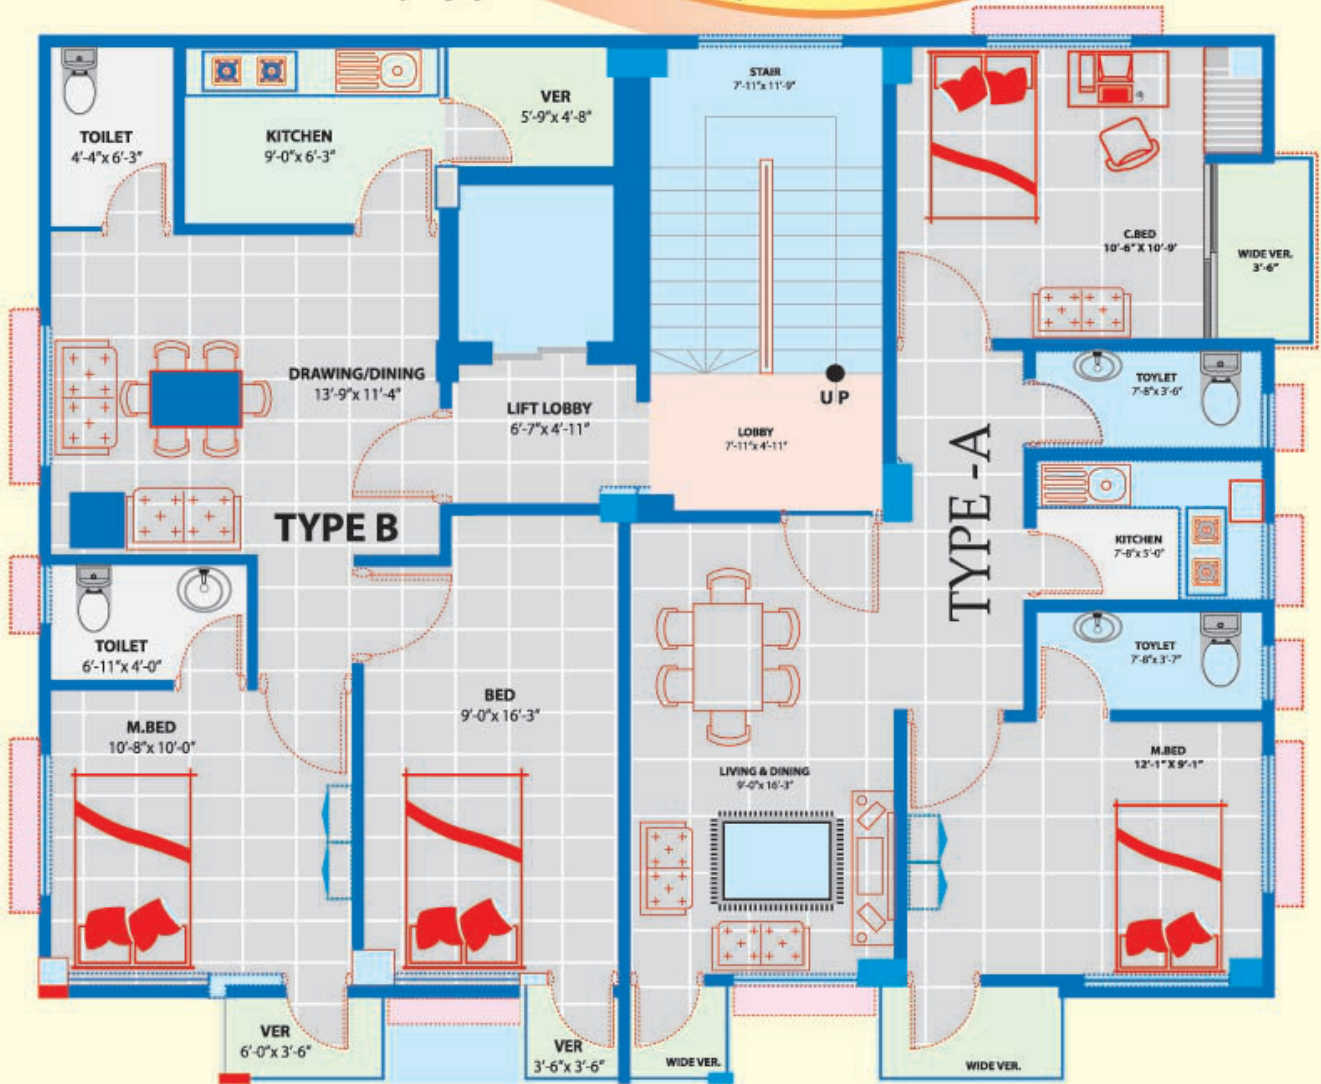 STAIR
7'-11"x 11'-9"
VER
5'-9"x 4'-8"
TOILET
4'-4"x 6'-3"
KITCHEN
9'-0"x 6'-3"
C.BED
10'-6"X 10'-9'
WIDE VER.
3'-6"
DRAWING/DINING
13'-9"x 11'-4"
LIFT LOBBY
6'-7"x 4'-11"
UP
LOBBY
7'-11"x 4'-11"
TOYLET
7'-8"x 3'-6"
TYPE B
TYPE -A
KITCHEN
7'-8"x 5'-0"
TOILET
6'-11"x 4'-0"
TOYLET
7'-8"x 3'-7"
BED
9'-0"x 16'-3"
M.BED
10'-8"x 10'-0"
M.BED
12'-1"X 9'-1"
LIVING & DINING
9'-0"x 16'-3"
VER
6'-0"x 3'-6"
VER
3'-6"x 3'-6"
WIDE VER.
WIDE VER.